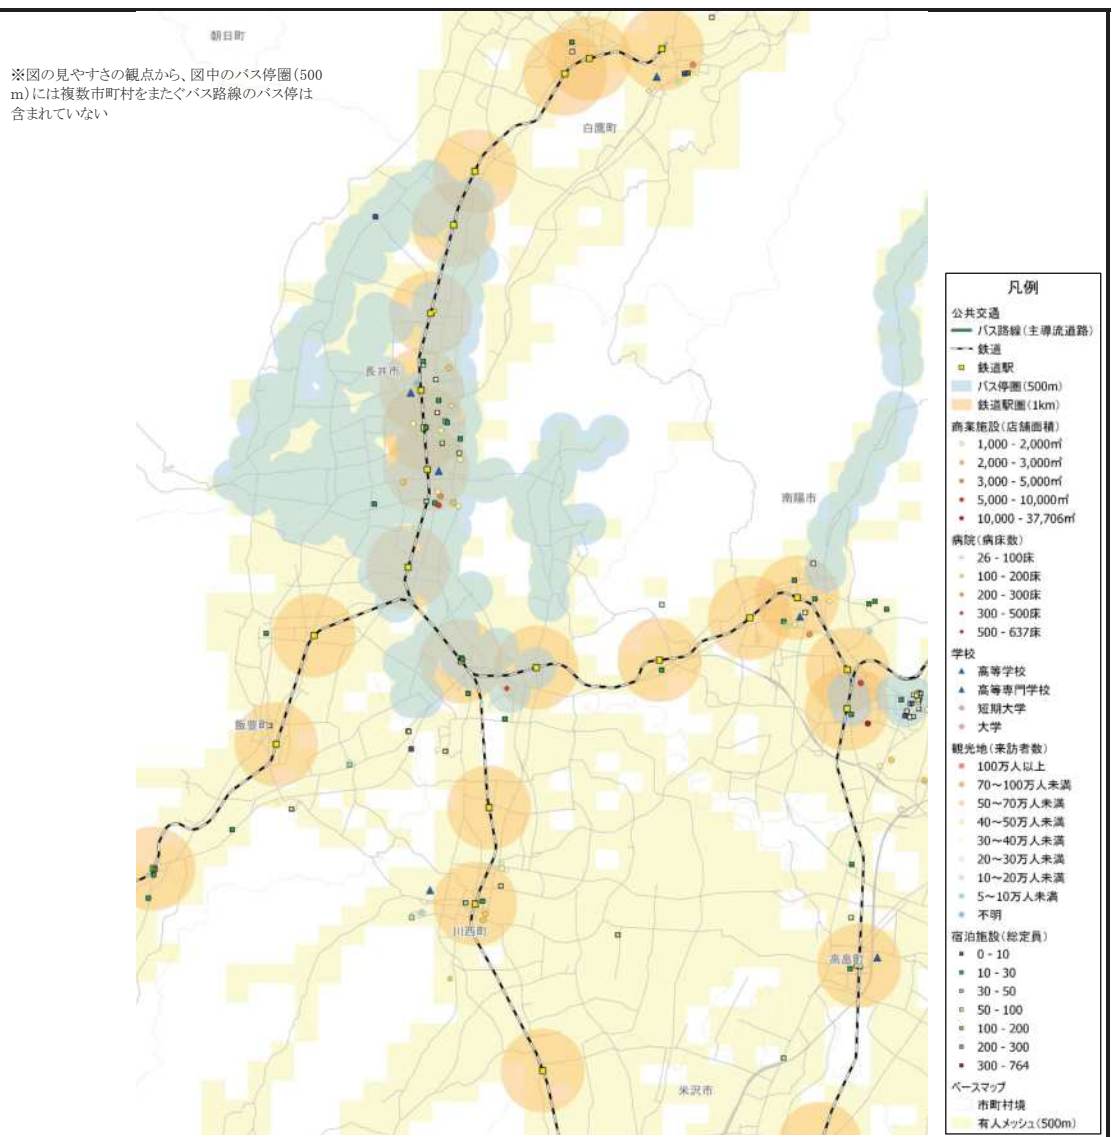 朝日町
※図の見やすさの観点から、図中のバス停圏(500
m)には複数市町村をまたぐバス路線のバス停は
含まれていない
白鷹町
長井市
南陽市
飯豊町
川西町
高畠町
米沢市
凡例
公共交通
バス路線(主導流道路)
鉄道
鉄道駅
バス停圏(500m)
鉄道駅圏(1km)
商業施設(店舗面積)
1,000 - 2,000㎡
2,000 - 3,000㎡
3,000 - 5,000㎡
5,000 - 10,000㎡
10,000 - 37,706㎡
病院(病床数)
26 - 100床
100 - 200床
200 - 300床
300 - 500床
500 - 637床
学校
高等学校
高等専門学校
短期大学
大学
観光地(来訪者数)
100万人以上
70～100万人未満
50～70万人未満
40～50万人未満
30～40万人未満
20～30万人未満
10～20万人未満
5～10万人未満
不明
宿泊施設(総定員)
0 - 10
10 - 30
30 - 50
50 - 100
100 - 200
200 - 300
300 - 764
ベースマップ
市町村境
有人メッシュ(500m)